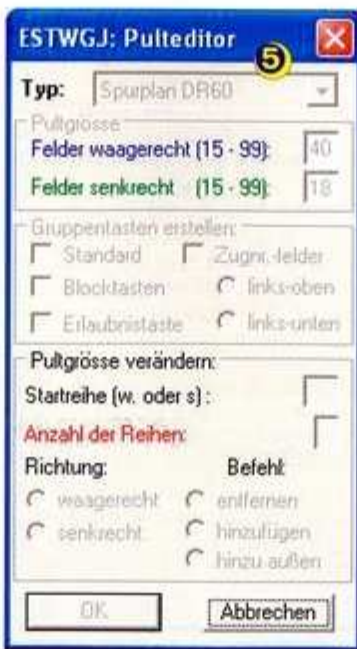 ESTWGJ: Pulteditor
5
Typ: Spurplan DR60
Pultgrösse
Felder waagerecht (15 - 99): 40
Felder senkrecht (15 - 99): 18
Gruppentasten erstellen:
Standard Zugnr.-felder
Blocktasten links-oben
Erlaubnistaste links-unten
Pultgrösse verändern:
Startreihe (w. oder s) :
Anzahl der Reihen:
Richtung: Befehl:
waagerecht entfernen
senkrecht hinzufügen
hinzu außen
OK Abbrechen